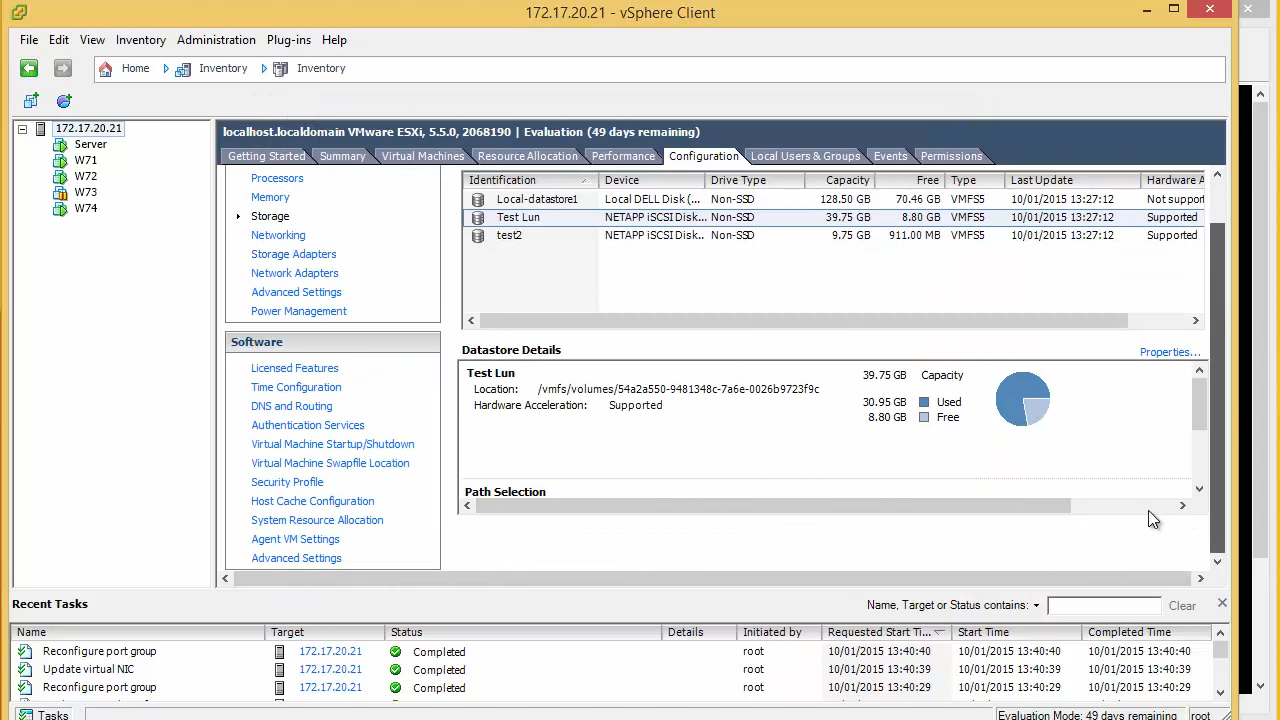 172.17.20.21 - vSphere Client
File Edit View Inventory Administration Plug-ins Help
Home Inventory Inventory
172.17.20.21
Server
W71
W72
W73
W74
localhost.localdomain VMware ESXi, 5.5.0, 2068190 | Evaluation (49 days remaining)
Getting Started Summary Virtual Machines Resource Allocation Performance Configuration Local Users & Groups Events Permissions
Processors
Memory
Storage
Networking
Storage Adapters
Network Adapters
Advanced Settings
Power Management
Software
Licensed Features
Time Configuration
DNS and Routing
Authentication Services
Virtual Machine Startup/Shutdown
Virtual Machine Swapfile Location
Security Profile
Host Cache Configuration
System Resource Allocation
Agent VM Settings
Advanced Settings
Identification Device Drive Type Capacity Free Type Last Update Hardware A
Local-datastore1 Local DELL Disk (... Non-SSD 128.50 GB 70.46 GB VMFS5 10/01/2015 13:27:12 Not suppor
Test Lun NETAPP iSCSI Disk... Non-SSD 39.75 GB 8.80 GB VMFS5 10/01/2015 13:27:12 Supported
test2 NETAPP iSCSI Disk... Non-SSD 9.75 GB 911.00 MB VMFS5 10/01/2015 13:27:12 Supported
Datastore Details Properties...
Test Lun 39.75 GB Capacity
Location: /vmfs/volumes/54a2a550-9481348c-7a6e-0026b9723f9c
Hardware Acceleration: Supported
30.95 GB Used
8.80 GB Free
Path Selection
Recent Tasks Name, Target or Status contains: Clear
Name Target Status Details Initiated by Requested Start Ti... Start Time Completed Time
Reconfigure port group 172.17.20.21 Completed root 10/01/2015 13:40:40 10/01/2015 13:40:40 10/01/2015 13:40:40
Update virtual NIC 172.17.20.21 Completed root 10/01/2015 13:40:39 10/01/2015 13:40:39 10/01/2015 13:40:39
Reconfigure port group 172.17.20.21 Completed root 10/01/2015 13:40:29 10/01/2015 13:40:29 10/01/2015 13:40:29
Tasks Evaluation Mode: 49 days remaining root